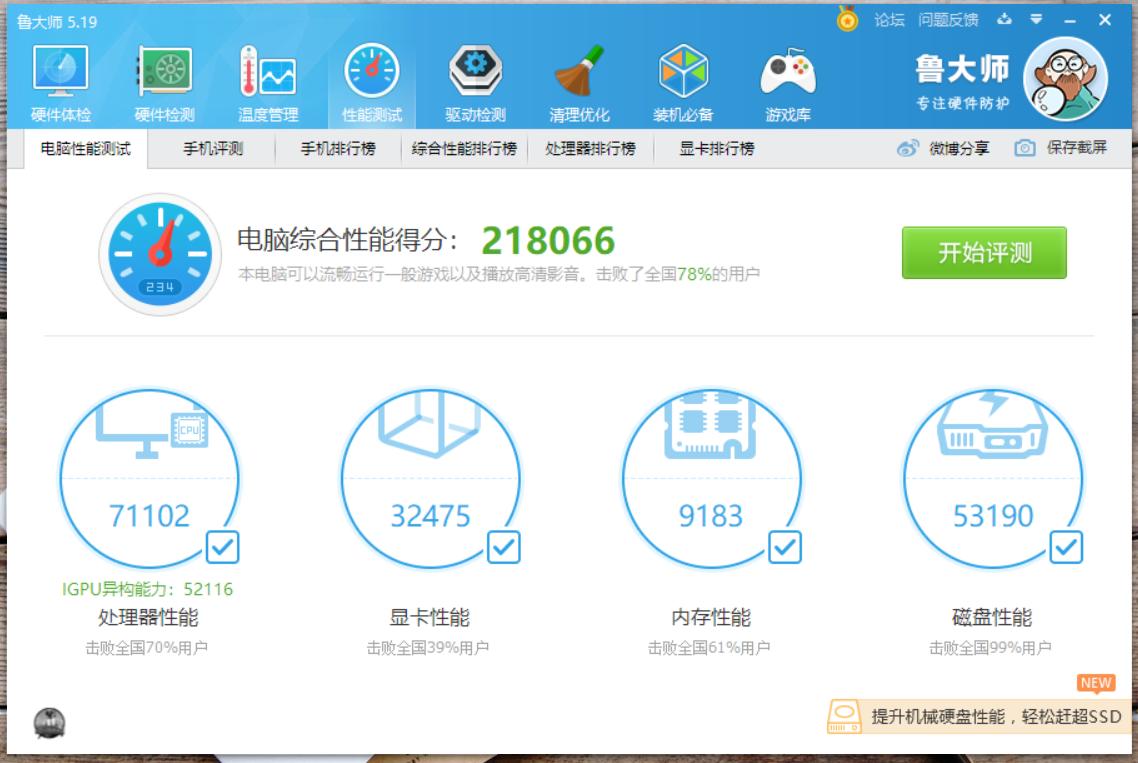 鲁大师 5.19
论坛 问题反馈
硬件体检 硬件检测 温度管理 性能测试 驱动检测 清理优化 装机必备 游戏库
鲁大师
专注硬件防护
电脑性能测试 手机评测 手机排行榜 综合性能排行榜 处理器排行榜 显卡排行榜 微博分享 保存截屏
电脑综合性能得分： 218066
本电脑可以流畅运行一般游戏以及播放高清影音。击败了全国78%的用户
234
开始评测
CPU
71102 32475 9183 53190
IGPU异构能力：52116
处理器性能 显卡性能 内存性能 磁盘性能
击败全国70%用户 击败全国39%用户 击败全国61%用户 击败全国99%用户
NEW
提升机械硬盘性能，轻松赶超SSD